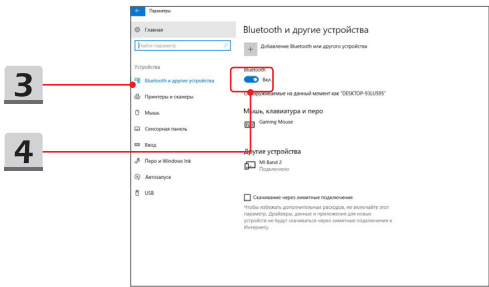 Параметры
Главная
Найти параметр
Устройства
Bluetooth и другие устройства
Принтеры и сканеры
Мышь
Сенсорная панель
Ввод
Перо и Windows Ink
Автозапуск
USB
3
4
Bluetooth и другие устройства
Добавление Bluetooth или другого устройства
Bluetooth
Вкл.
Обнаруживаемые на данный момент как "DESKTOP-93LUS9S"
Мышь, клавиатура и перо
Gaming Mouse
Другие устройства
MI Band 2
Подключено
Скачивание через лимитные подключения
Чтобы избежать дополнительных расходов, не включайте этот
параметр. Драйверы, данные и приложения для новых
устройств не будут скачиваться через лимитные подключения к
Интернету.